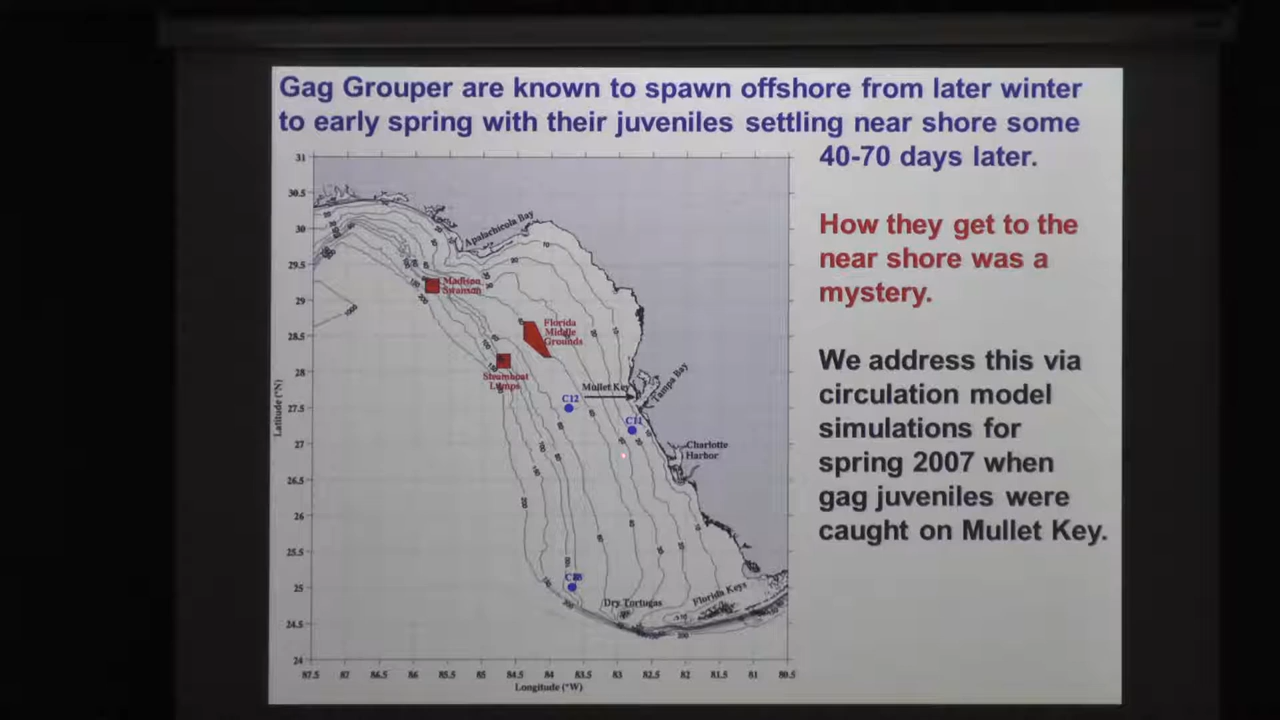 Gag Grouper are known to spawn offshore from later winter
to early spring with their juveniles settling near shore some
40-70 days later.
How they get to the
near shore was a
mystery.
We address this via
circulation model
simulations for
spring 2007 when
gag juveniles were
caught on Mullet Key.
31
30.5
30
29.5
29
28.5
28
27.5
27
26.5
26
25.5
25
24.5
24
Latitude (°N)
Apalachicola Bay
Madison
Swanson
Florida
Middle
Grounds
Steamboat
Lumps
Mullet Key
Tampa Bay
C12
C11
Charlotte
Harbor
Dry Tortugas
Florida Keys
1000
87.5 87 86.5 86 85.5 85 84.5 84 83.5 83 82.5 82 81.5 81 80.5
Longitude (°W)